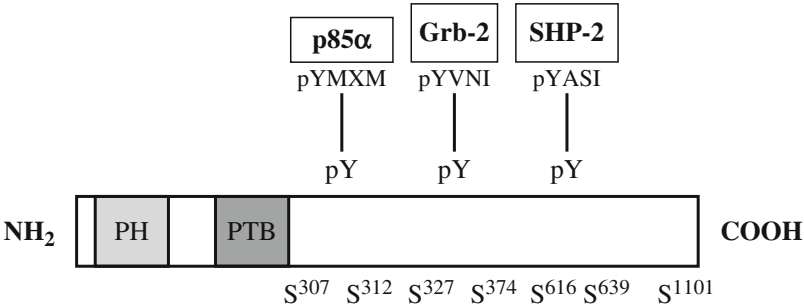 p85α Grb-2 SHP-2
pYMXM pYVNI pYASI
pY pY pY
NH₂ PH PTB COOH
S³⁰⁷ S³¹² S³²⁷ S³⁷⁴ S⁶¹⁶ S⁶³⁹ S¹¹⁰¹